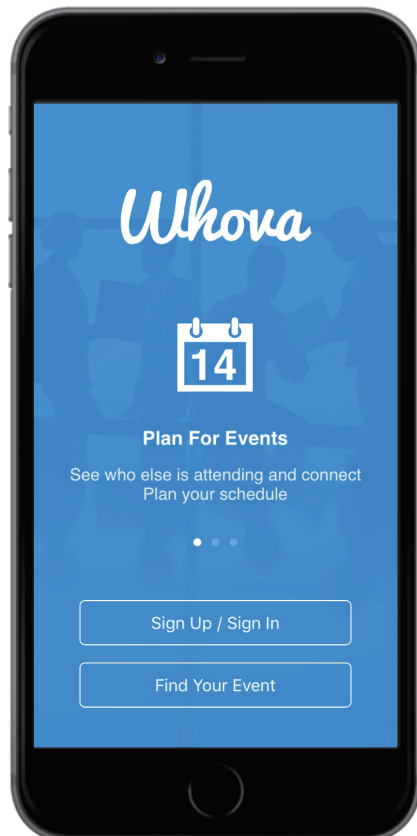 Whova
14
Plan For Events
See who else is attending and connect
Plan your schedule
Sign Up / Sign In
Find Your Event